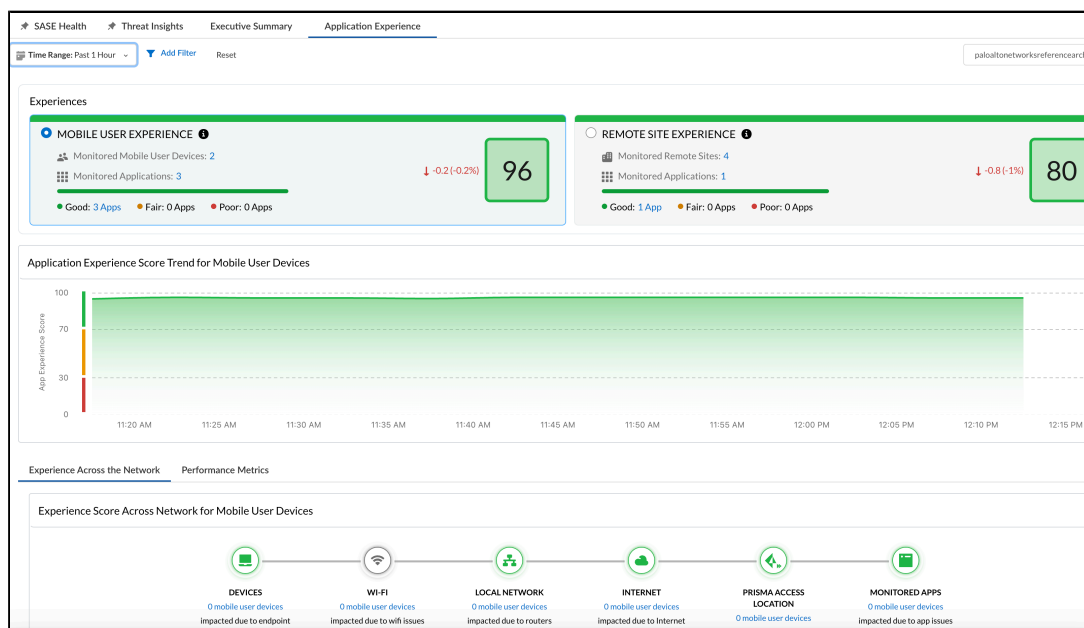 SASE Health Threat Insights Executive Summary Application Experience
Time Range: Past 1 Hour Add Filter Reset paloaltonetworksreferencearch
Experiences
MOBILE USER EXPERIENCE
Monitored Mobile User Devices: 2
Monitored Applications: 3
-0.2 (-0.2%)
96
Good: 3 Apps Fair: 0 Apps Poor: 0 Apps
REMOTE SITE EXPERIENCE
Monitored Remote Sites: 4
Monitored Applications: 1
-0.8 (-1%)
80
Good: 1 App Fair: 0 Apps Poor: 0 Apps
Application Experience Score Trend for Mobile User Devices
App Experience Score
100
70
30
0
11:20 AM 11:25 AM 11:30 AM 11:35 AM 11:40 AM 11:45 AM 11:50 AM 11:55 AM 12:00 PM 12:05 PM 12:10 PM 12:15 PM
Experience Across the Network Performance Metrics
Experience Score Across Network for Mobile User Devices
DEVICES
0 mobile user devices
impacted due to endpoint
WI-FI
0 mobile user devices
impacted due to wifi issues
LOCAL NETWORK
0 mobile user devices
impacted due to routers
INTERNET
0 mobile user devices
impacted due to Internet
PRISMA ACCESS
LOCATION
0 mobile user devices
MONITORED APPS
0 mobile user devices
impacted due to app issues